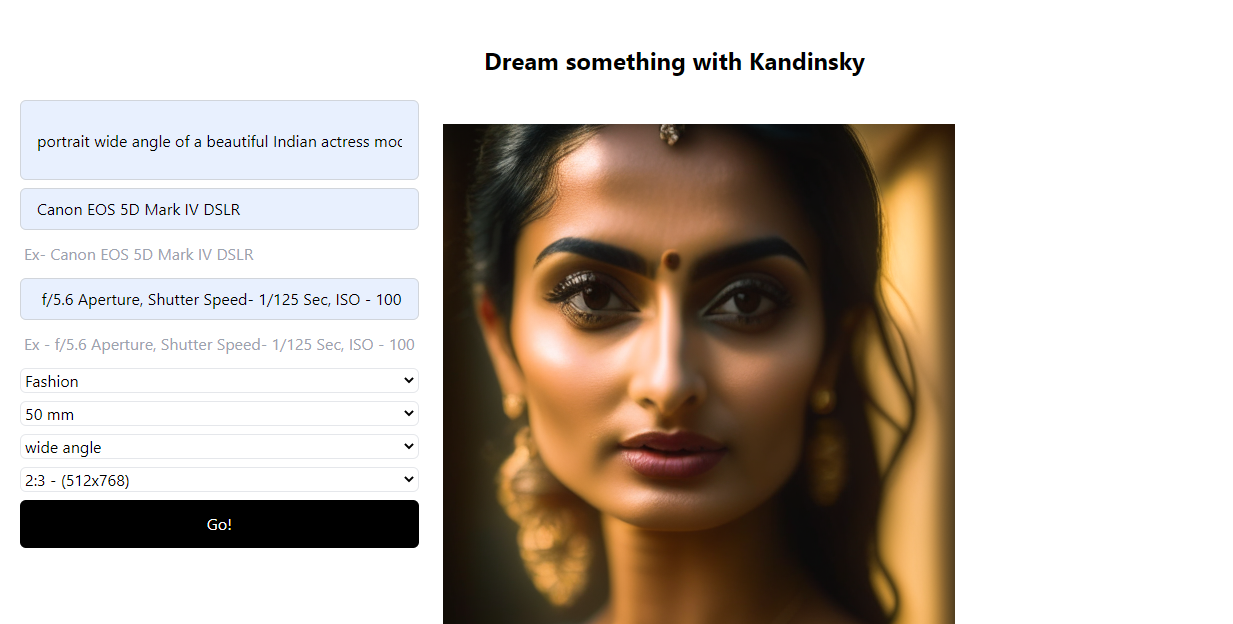 Dream something with Kandinsky
portrait wide angle of a beautiful Indian actress
Canon EOS 5D Mark IV DSLR
Ex- Canon EOS 5D Mark IV DSLR
f/5.6 Aperture, Shutter Speed- 1/125 Sec, ISO - 100
Ex - f/5.6 Aperture, Shutter Speed- 1/125 Sec, ISO - 100
Fashion
50 mm
wide angle
2:3 - (512x768)
Go!